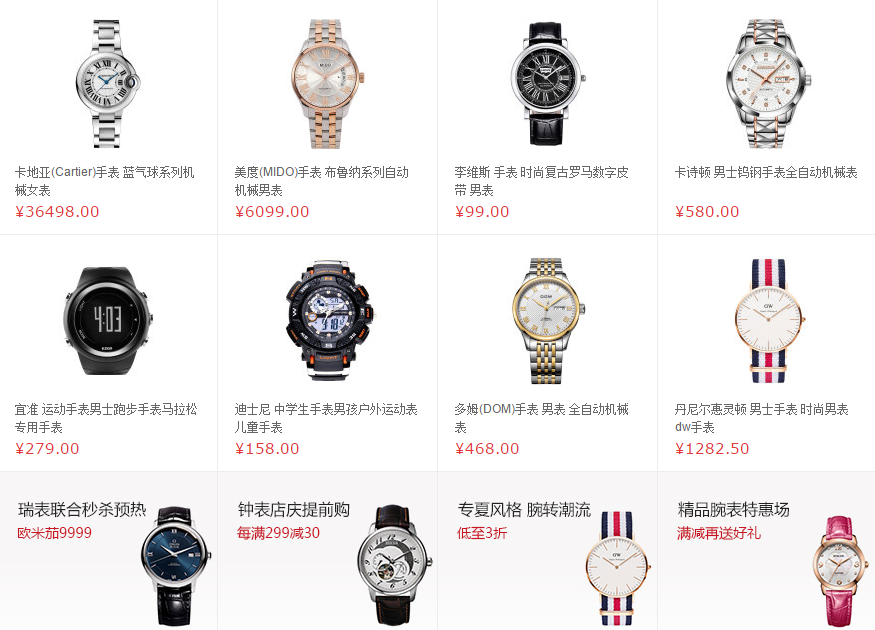 卡地亚(Cartier)手表 蓝气球系列机
械女表
¥36498.00
美度(MIDO)手表 布鲁纳系列自动
机械男表
¥6099.00
李维斯 手表 时尚复古罗马数字皮
带 男表
¥99.00
卡诗顿 男士钨钢手表全自动机械表
¥580.00
4:03
宜准 运动手表男士跑步手表马拉松
专用手表
¥279.00
迪士尼 中学生手表男孩户外运动表
儿童手表
¥158.00
多姆(DOM)手表 男表 全自动机械
表
¥468.00
丹尼尔惠灵顿 男士手表 时尚男表
dw手表
¥1282.50
瑞表联合秒杀预热
欧米茄9999
钟表店庆提前购
每满299减30
专夏风格 腕转潮流
低至3折
精品腕表特惠场
满减再送好礼